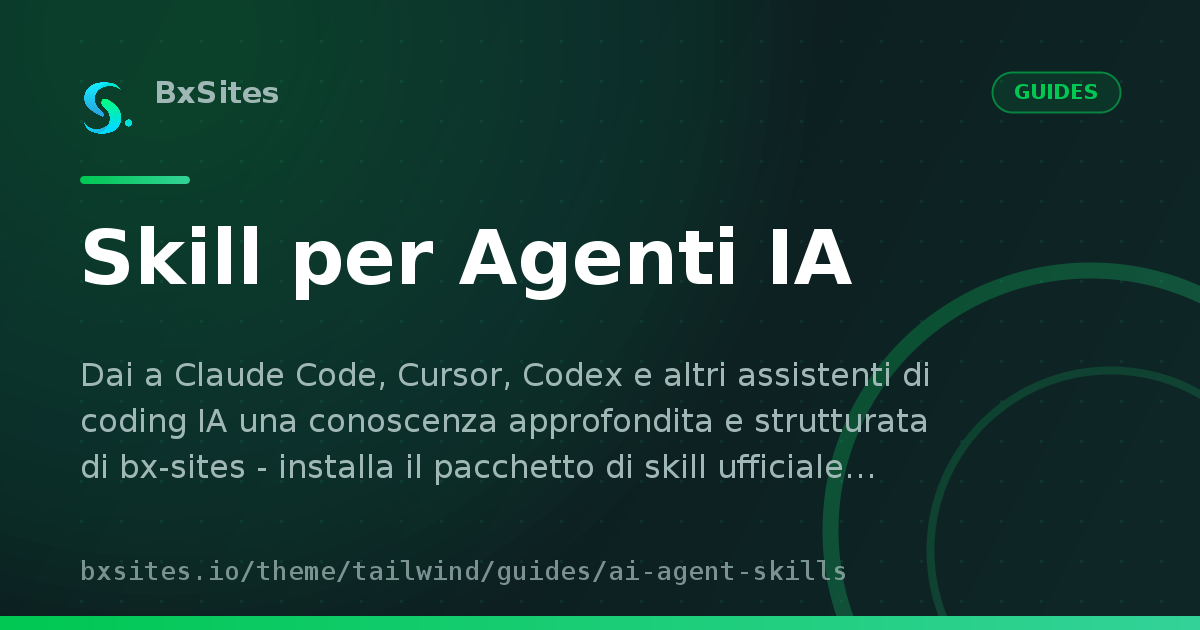 BxSites
GUIDES
Skill per Agenti IA
Dai a Claude Code, Cursor, Codex e altri assistenti di
coding IA una conoscenza approfondita e strutturata
di bx-sites - installa il pacchetto di skill ufficiale…
bxsites.io/theme/tailwind/guides/ai-agent-skills